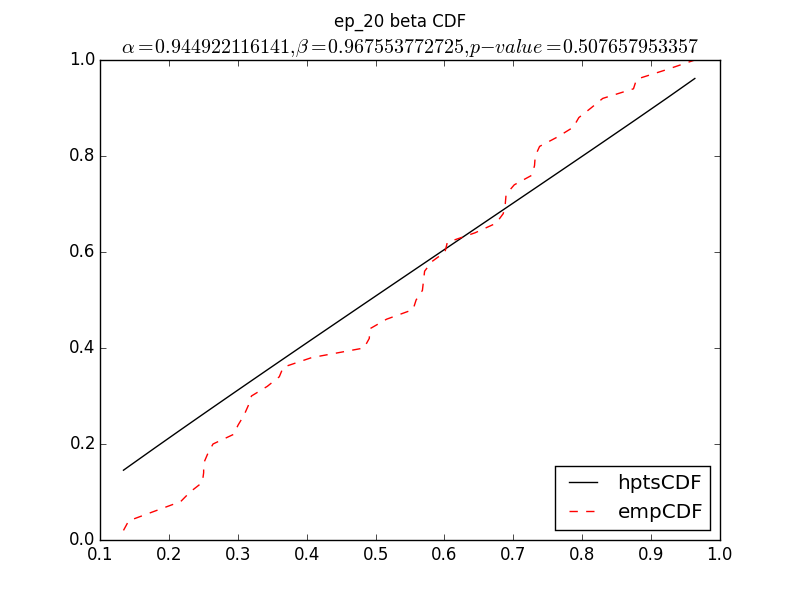 ep_20 beta CDF
α=0.944922116141,β=0.967553772725,p−value=0.507657953357
1.0
0.8
0.6
0.4
0.2
0.0
hptsCDF
empCDF
0.1 0.2 0.3 0.4 0.5 0.6 0.7 0.8 0.9 1.0